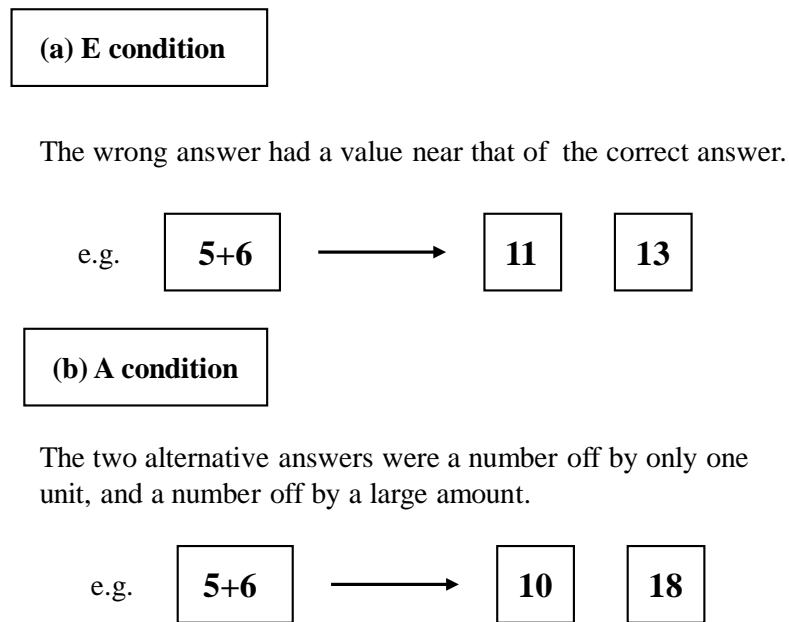 (a) E condition
The wrong answer had a value near that of the correct answer.
e.g. 5+6 11 13
(b) A condition
The two alternative answers were a number off by only one
unit, and a number off by a large amount.
e.g. 5+6 10 18